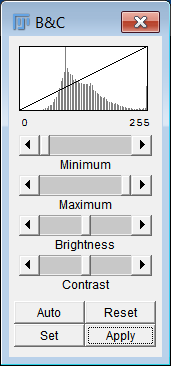 B&C
0 255
Minimum
Maximum
Brightness
Contrast
Auto Reset
Set Apply